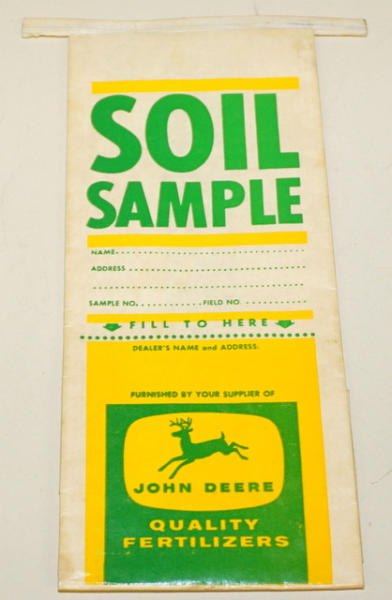 SOIL
SAMPLE
NAME
ADDRESS
SAMPLE NO. FIELD NO.
FILL TO HERE
DEALER'S NAME and ADDRESS:
FURNISHED BY YOUR SUPPLIER OF
JOHN DEERE
QUALITY
FERTILIZERS